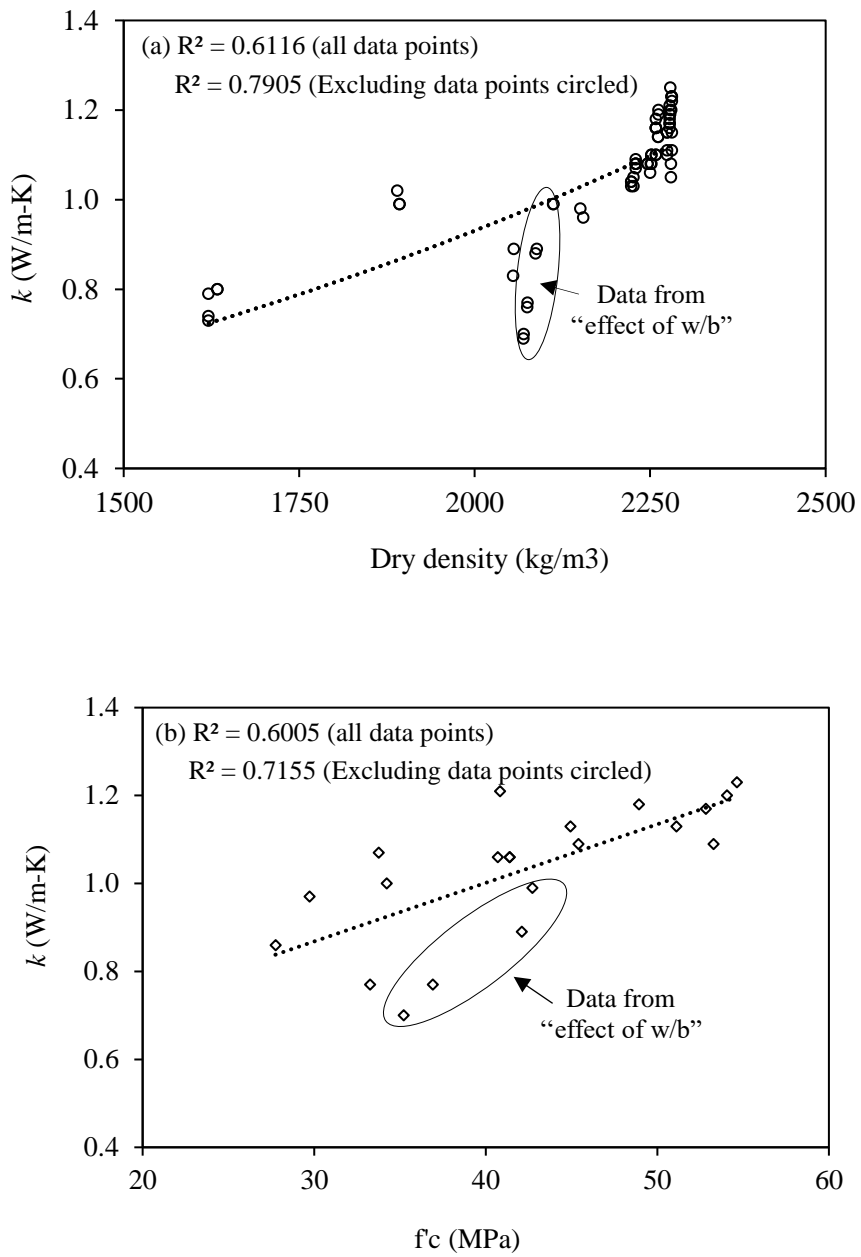 1.4
(a) R² = 0.6116 (all data points)
R² = 0.7905 (Excluding data points circled)
1.2
1.0
k (W/m-K)
0.8
Data from
“effect of w/b”
0.6
0.4
1500
1750
2000
2250
2500
Dry density (kg/m3)
1.4
(b) R² = 0.6005 (all data points)
R² = 0.7155 (Excluding data points circled)
1.2
1.0
k (W/m-K)
0.8
Data from
“effect of w/b”
0.6
0.4
20
30
40
50
60
f'c (MPa)